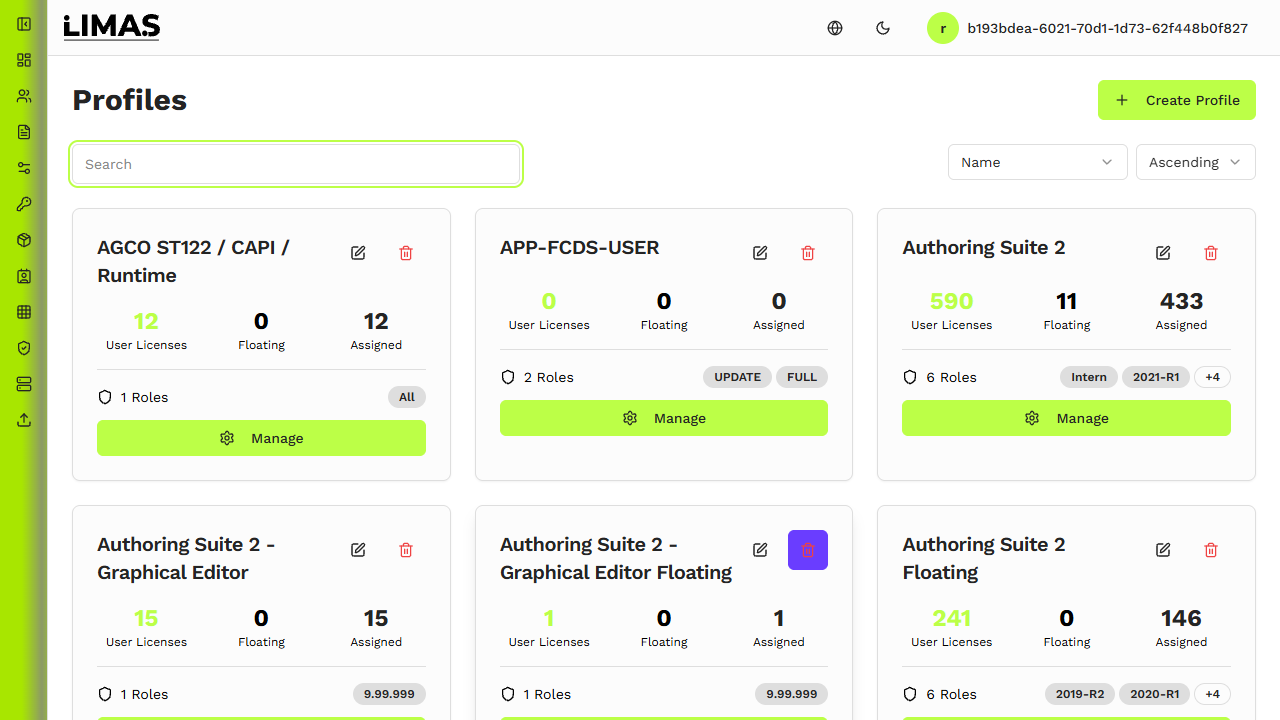 LIMAS
r
b193bdea-6021-70d1-1d73-62f448b0f827
Profiles
Create Profile
Search
Name
Ascending
AGCO ST122 / CAPI /
Runtime
12
User Licenses
0
Floating
12
Assigned
1 Roles
All
Manage
APP-FCDS-USER
0
User Licenses
0
Floating
0
Assigned
2 Roles
UPDATE
FULL
Manage
Authoring Suite 2
590
User Licenses
11
Floating
433
Assigned
6 Roles
Intern
2021-R1
+4
Manage
Authoring Suite 2 -
Graphical Editor
15
User Licenses
0
Floating
15
Assigned
1 Roles
9.99.999
Authoring Suite 2 -
Graphical Editor Floating
1
User Licenses
0
Floating
1
Assigned
1 Roles
9.99.999
Authoring Suite 2
Floating
241
User Licenses
0
Floating
146
Assigned
6 Roles
2019-R2
2020-R1
+4